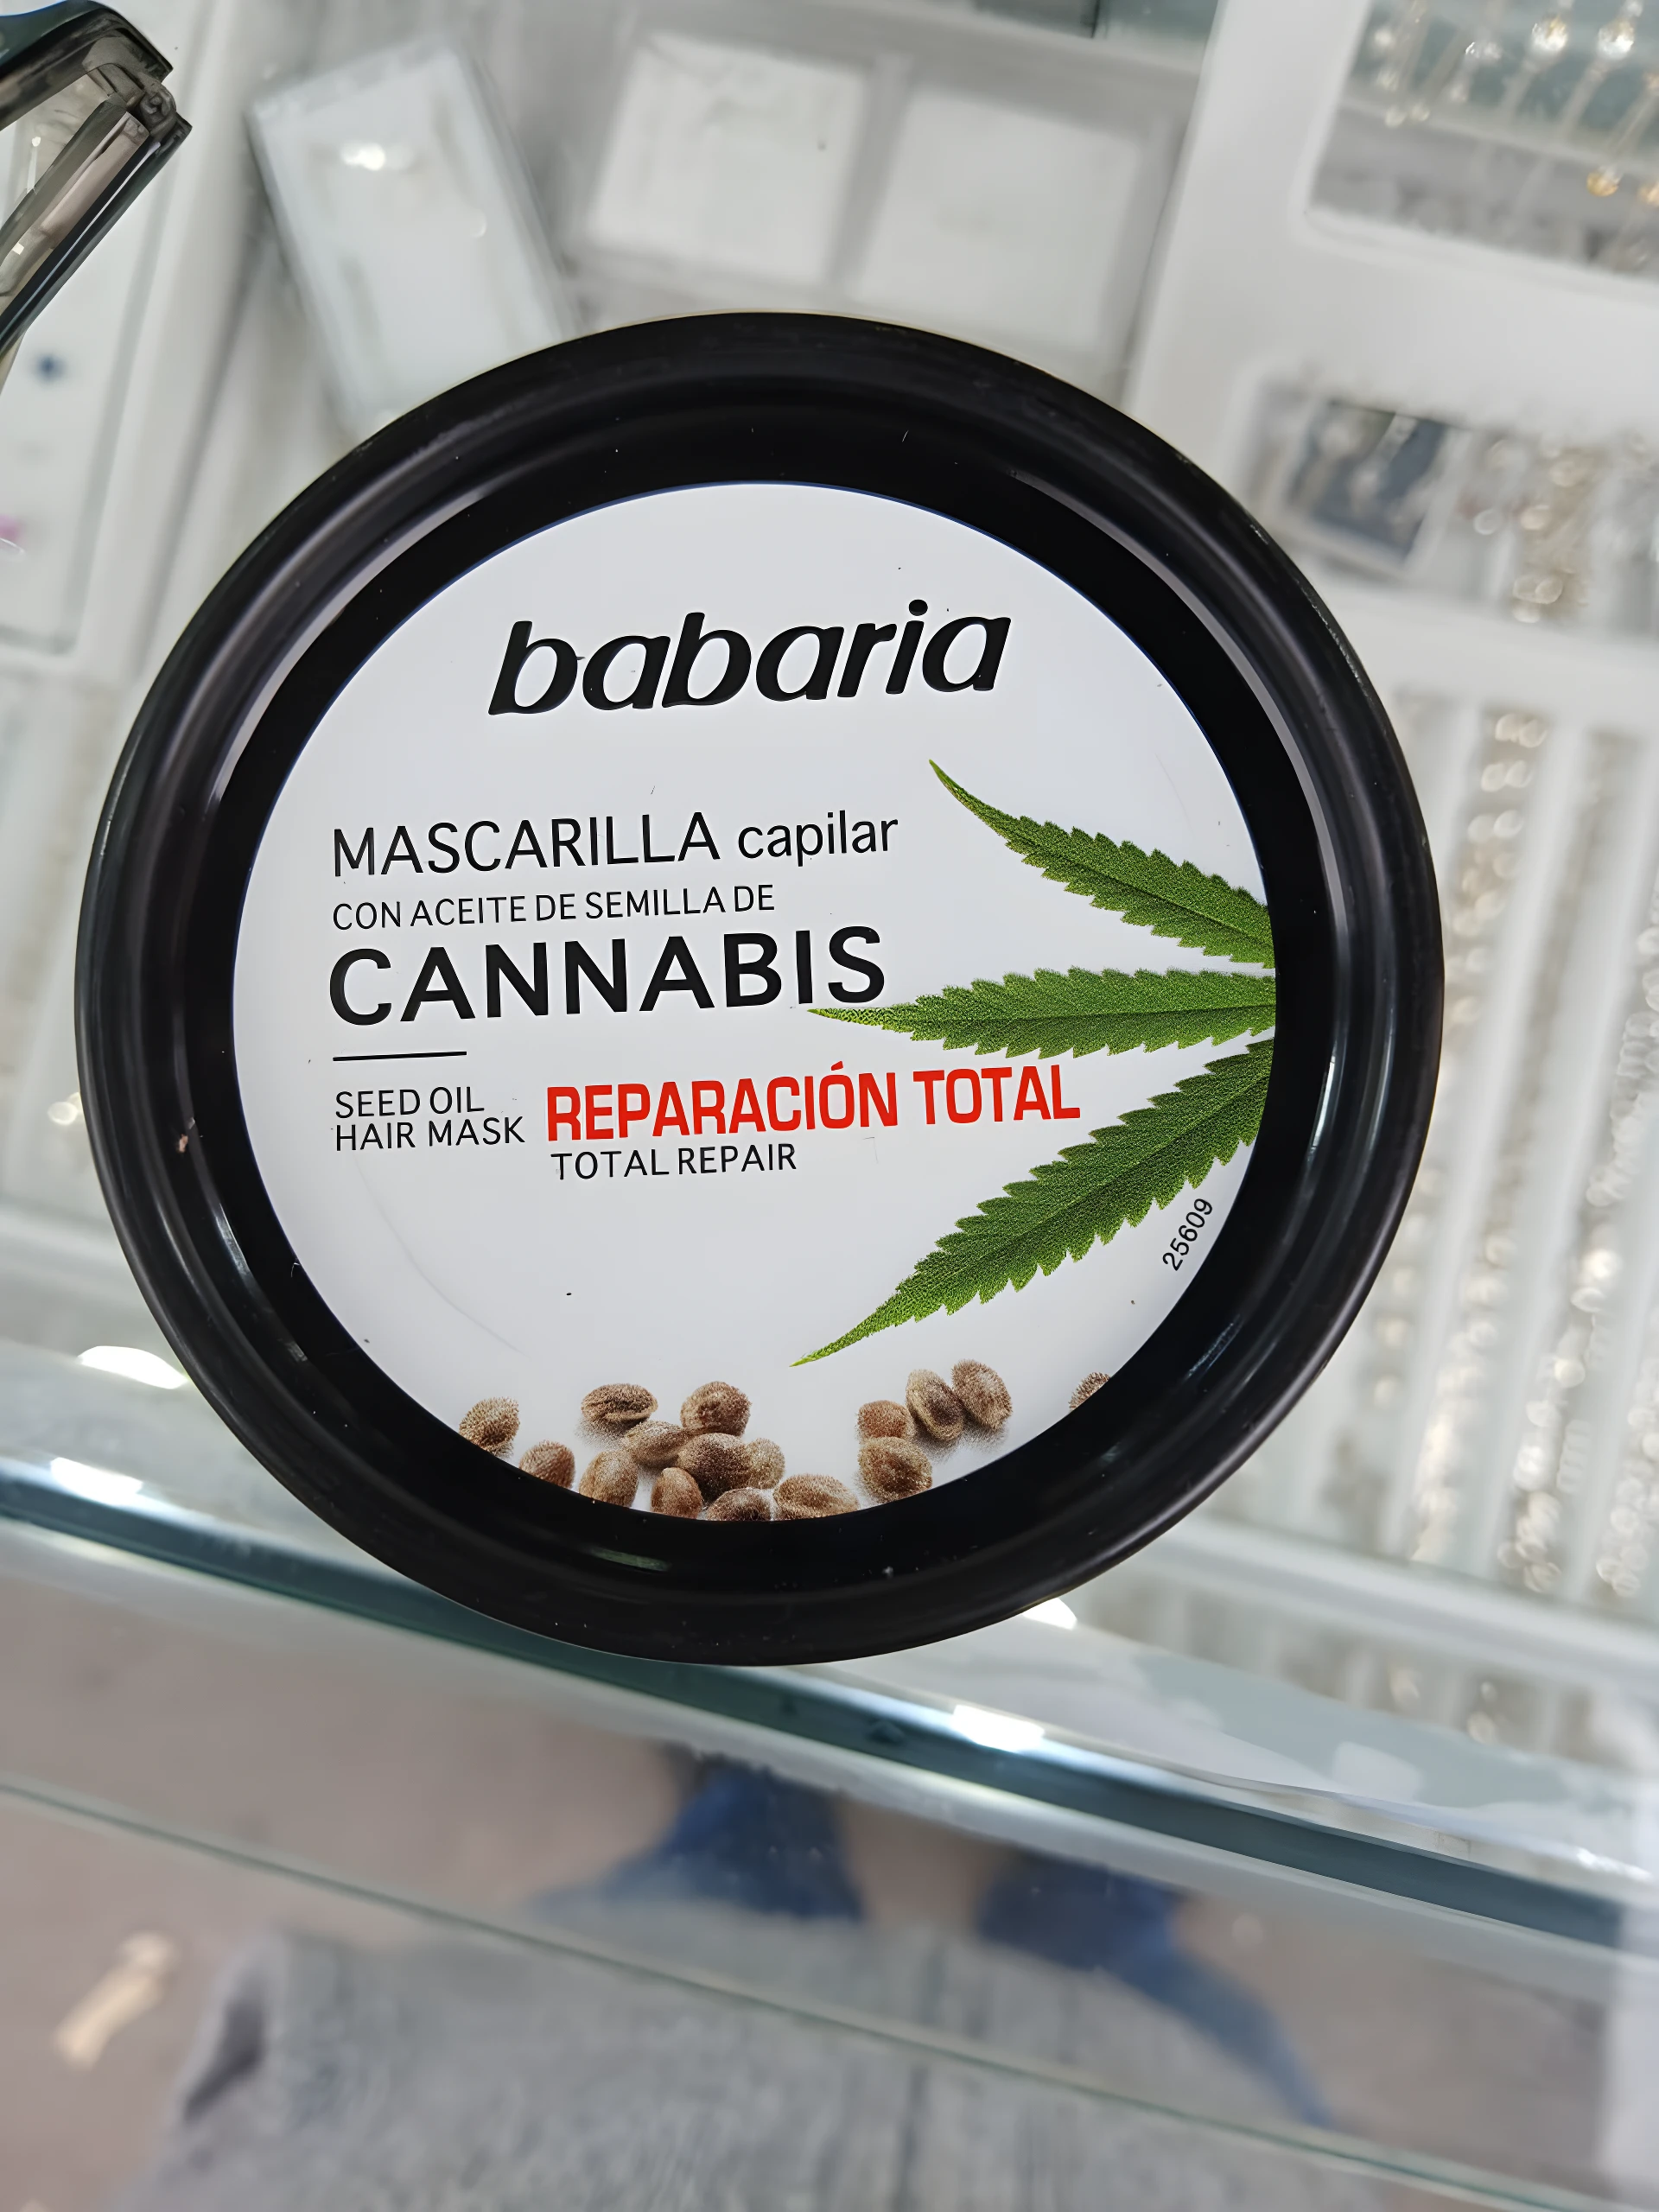 babaria
MASCARILLA capilar
CON ACEITE DE SEMILLA DE
CANNABIS
SEED OIL
HAIR MASK
REPARACIÓN TOTAL
TOTAL REPAIR
25609